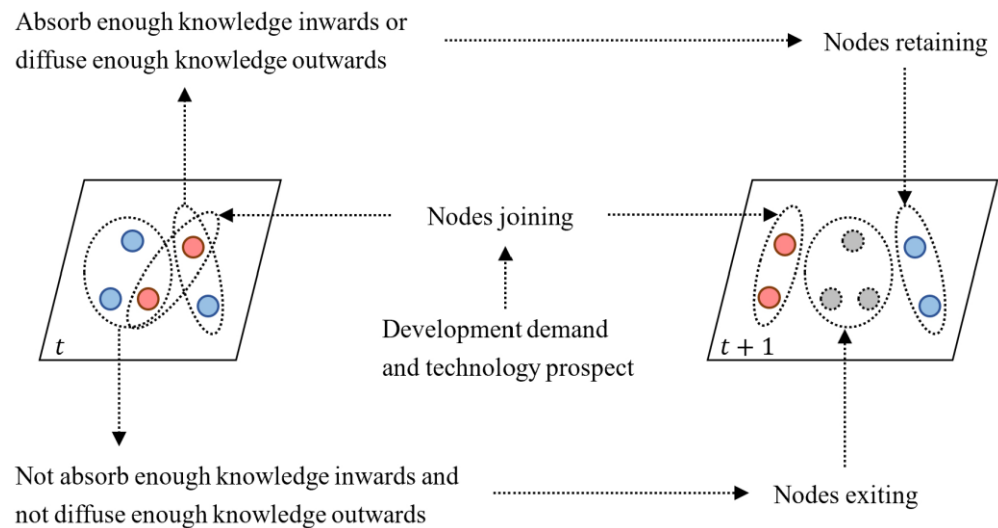 Absorb enough knowledge inwards or
diffuse enough knowledge outwards
Nodes retaining
Nodes joining
Development demand
and technology prospect
t
t + 1
Not absorb enough knowledge inwards and
not diffuse enough knowledge outwards
Nodes exiting